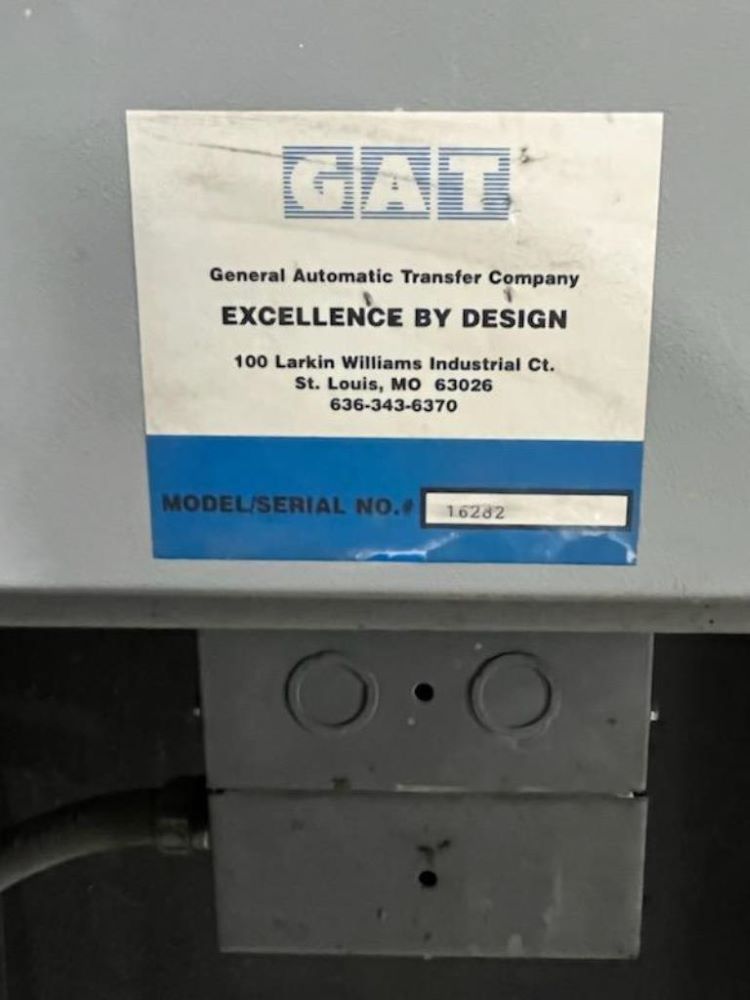 GAT
General Automatic Transfer Company
EXCELLENCE BY DESIGN
100 Larkin Williams Industrial Ct.
St. Louis, MO 63026
636-343-6370
MODEL/SERIAL NO.# 16282